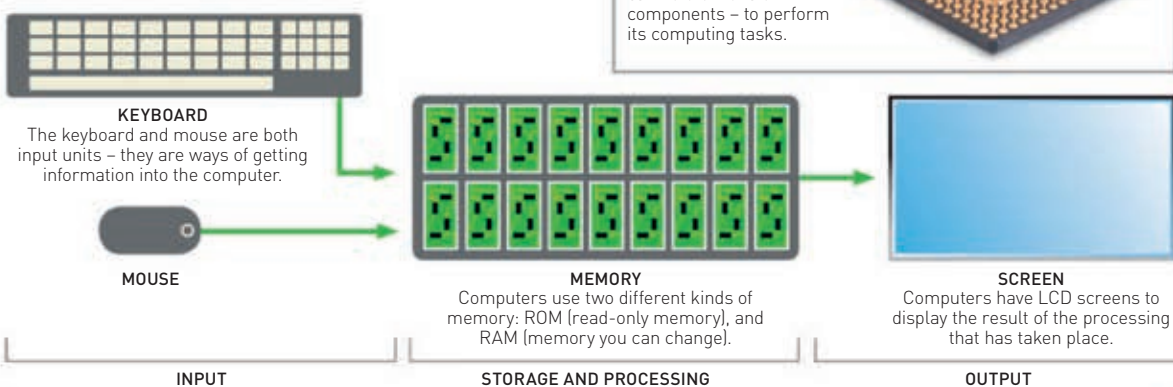 components – to perform
its computing tasks.
KEYBOARD
The keyboard and mouse are both
input units – they are ways of getting
information into the computer.
MOUSE
MEMORY
Computers use two different kinds of
memory: ROM (read-only memory), and
RAM (memory you can change).
SCREEN
Computers have LCD screens to
display the result of the processing
that has taken place.
INPUT
STORAGE AND PROCESSING
OUTPUT